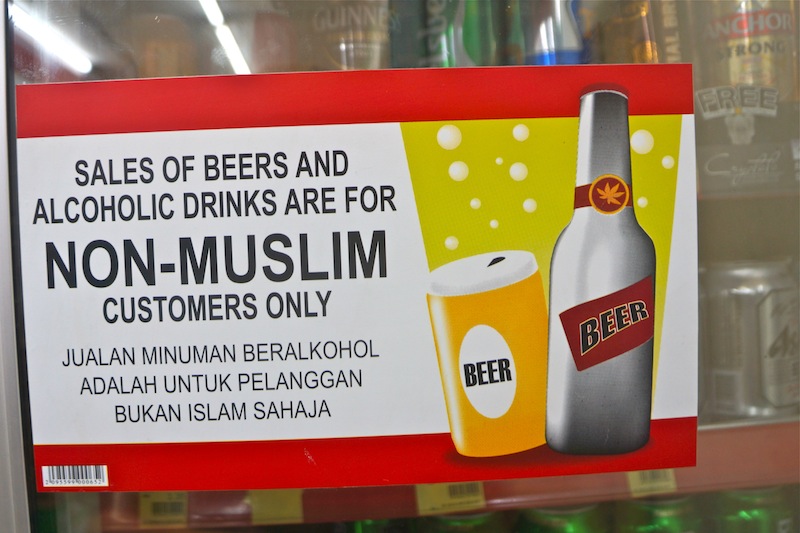 GUINNESS
ANCHOR
STRONG
FREE
SALES OF BEERS AND
ALCOHOLIC DRINKS ARE FOR
NON-MUSLIM
CUSTOMERS ONLY
JUALAN MINUMAN BERALKOHOL
ADALAH UNTUK PELANGGAN
BUKAN ISLAM SAHAJA
BEER
BEER